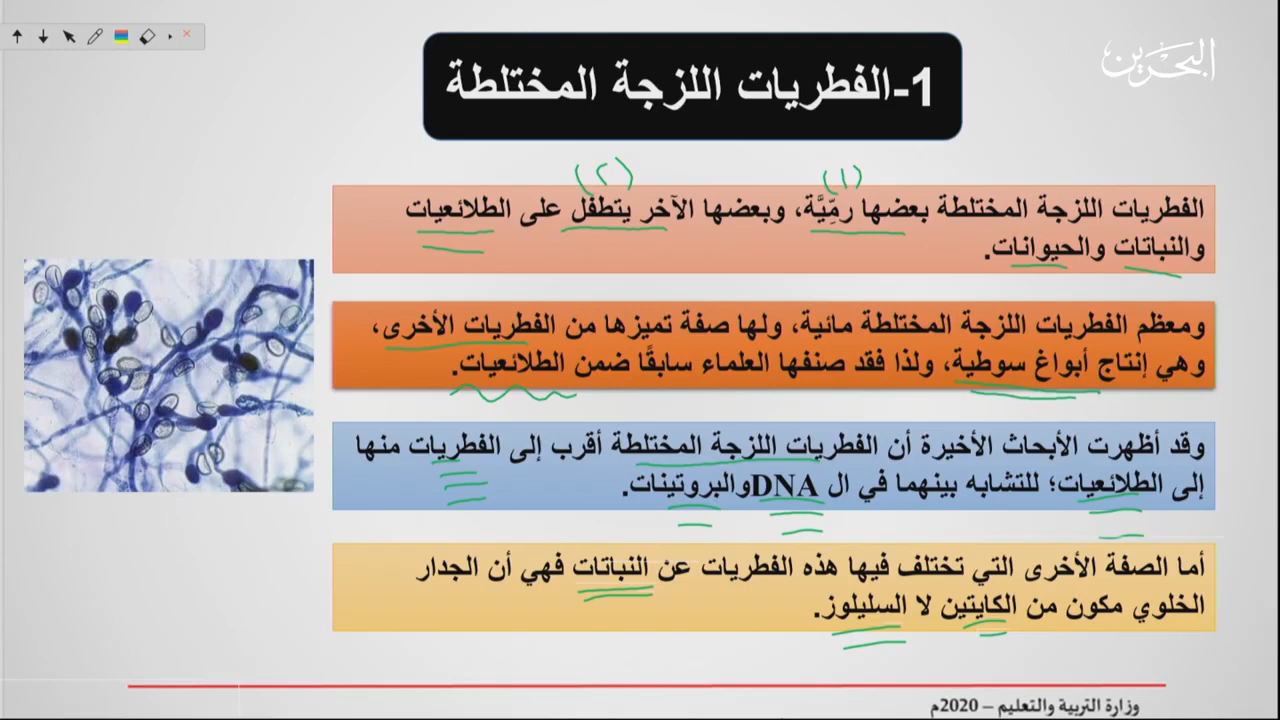 البحرين
1-الفطريات اللزجة المختلطة
(١)
(٢)
الفطريات اللزجة المختلطة بعضها رمِّيَّة، وبعضها الآخر يتطفل على الطلائعيات
والنباتات والحيوانات.
ومعظم الفطريات اللزجة المختلطة مائية، ولها صفة تميزها من الفطريات الأخرى،
وهي إنتاج أبواغ سوطية، ولذا فقد صنفها العلماء سابقًا ضمن الطلائعيات.
وقد أظهرت الأبحاث الأخيرة أن الفطريات اللزجة المختلطة أقرب إلى الفطريات منها
إلى الطلائعيات؛ للتشابه بينهما في ال DNA والبروتينات.
أما الصفة الأخرى التي تختلف فيها هذه الفطريات عن النباتات فهي أن الجدار
الخلوي مكون من الكايتين لا السليلوز.
وزارة التربية والتعليم – 2020م